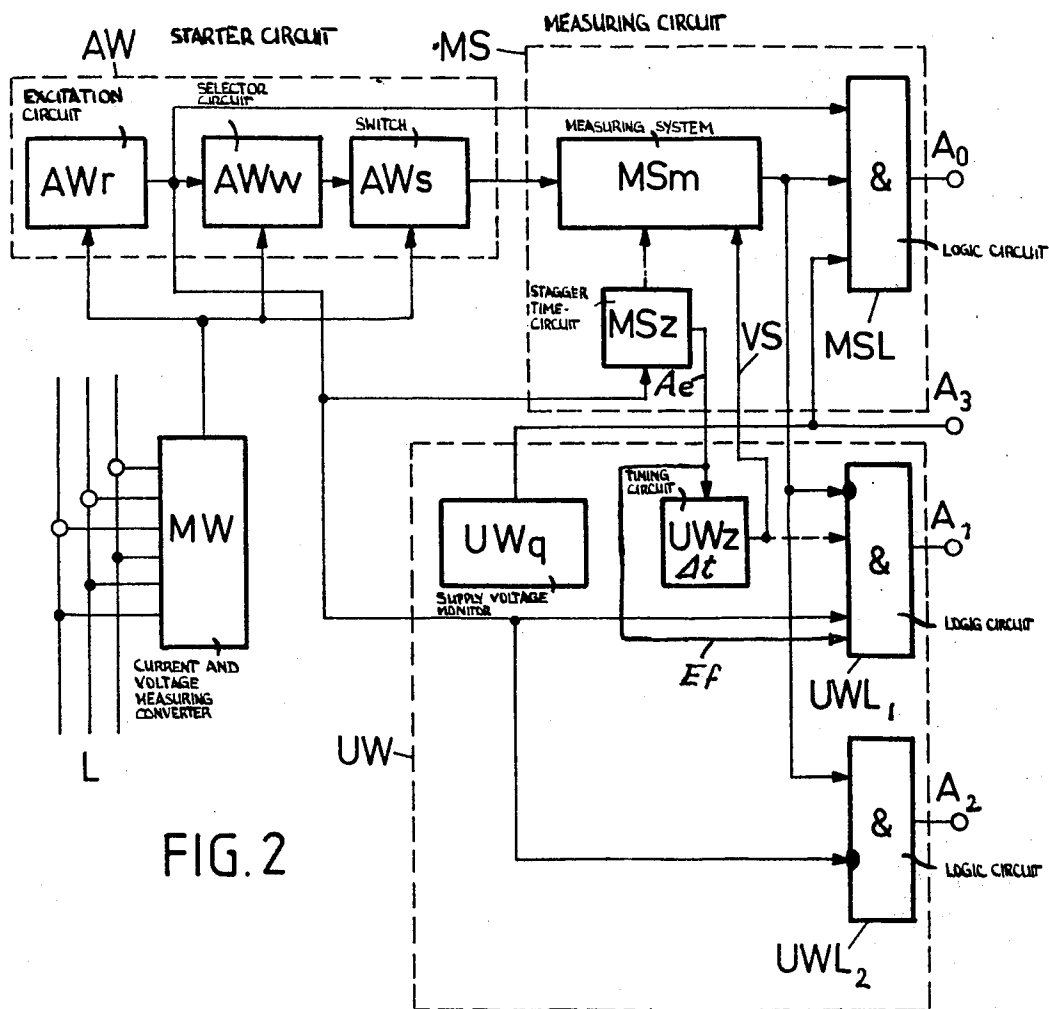 AW
STARTER CIRCUIT
MEASURING CIRCUIT
MS
EXCITATION
CIRCUIT
SELECTOR
CIRCUIT
SWITCH
MEASURING SYSTEM
AWr
AWw
AWs
MSm
&
A0
LOGIC CIRCUIT
STAGGER
TIME-
CIRCUIT
MSz
VS
MSL
Ae
A3
MW
TIMING
CIRCUIT
UWq
UWz
Δt
&
A1
SUPPLY VOLTAGE
MONITOR
LOGIG CIRCUIT
CURRENT AND
VOLTAGE
MEASURING
CONVERTER
Ef
UWL1
L
UW
&
A2
FIG. 2
LOGIC CIRCUIT
UWL2